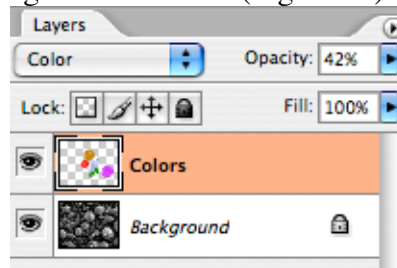 Layers
Color Opacity: 42%
Lock: Fill: 100%
Colors
Background